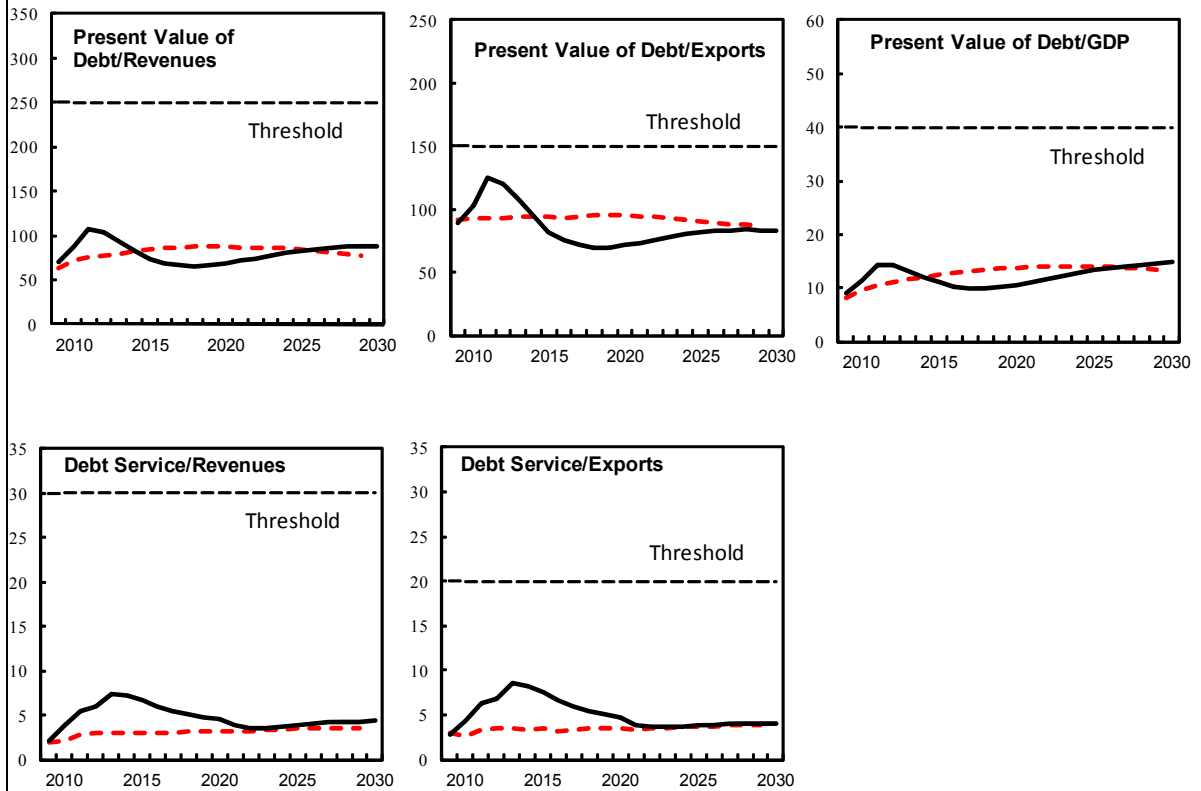 Present Value of
Debt/Revenues
Threshold
350
300
250
200
150
100
50
0
2010 2015 2020 2025 2030
Present Value of Debt/Exports
Threshold
250
200
150
100
50
0
2010 2015 2020 2025 2030
Present Value of Debt/GDP
Threshold
60
50
40
30
20
10
0
2010 2015 2020 2025 2030
Debt Service/Revenues
Threshold
35
30
25
20
15
10
5
0
2010 2015 2020 2025 2030
Debt Service/Exports
Threshold
35
30
25
20
15
10
5
0
2010 2015 2020 2025 2030